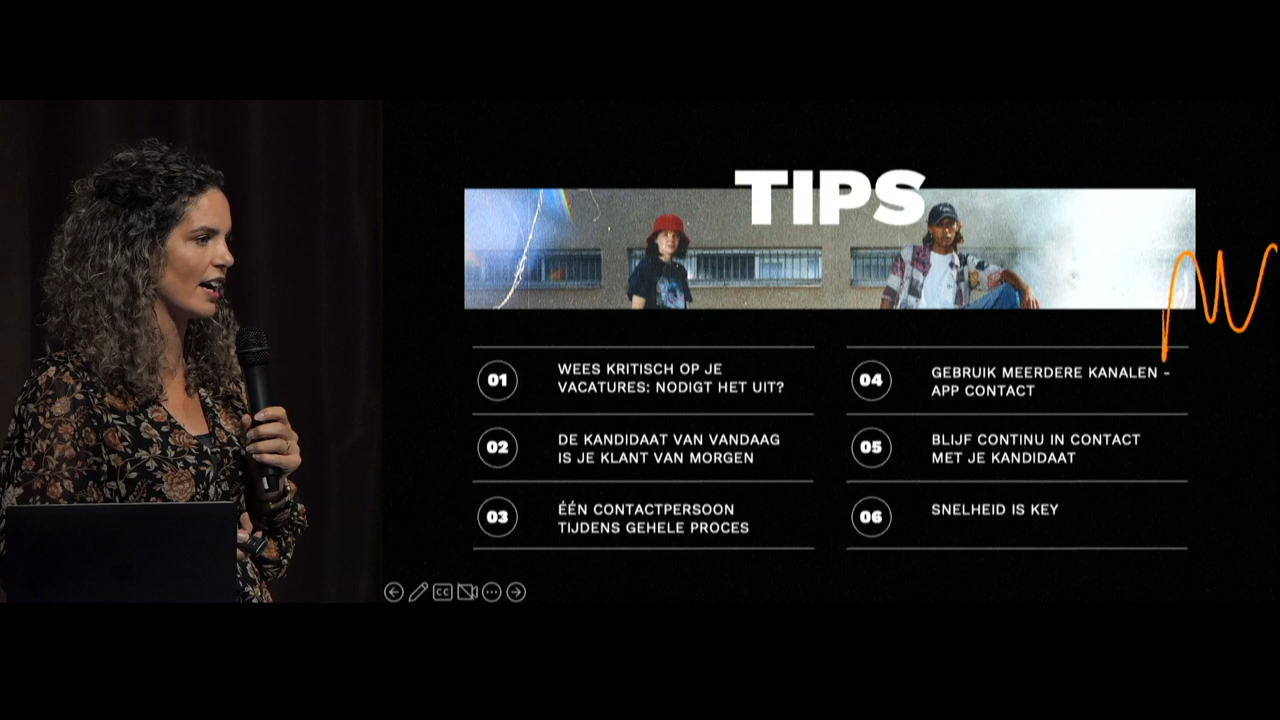 TIPS
01
WEES KRITISCH OP JE
VACATURES: NODIGT HET UIT?
02
DE KANDIDAAT VAN VANDAAG
IS JE KLANT VAN MORGEN
03
ÉÉN CONTACTPERSOON
TIJDENS GEHELE PROCES
04
GEBRUIK MEERDERE KANALEN -
APP CONTACT
05
BLIJF CONTINU IN CONTACT
MET JE KANDIDAAT
06
SNELHEID IS KEY
CC